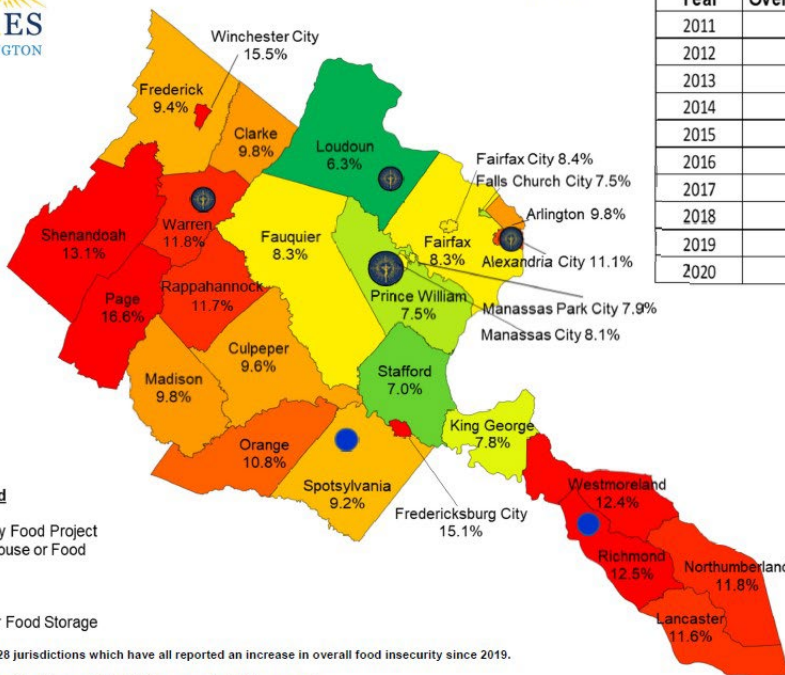 ES
NGTON
Year
2011
2012
2013
2014
2015
2016
2017
2018
2019
2020
Winchester City
15.5%
Frederick
9.4%
Clarke
9.8%
Loudoun
6.3%
Fairfax City 8.4%
Falls Church City 7.5%
Arlington 9.8%
Alexandria City 11.1%
Fairfax
8.3%
Shenandoah
13.1%
Warren
11.8%
Fauquier
8.3%
Page
16.6%
Rappahannock
11.7%
Prince William
7.5%
Manassas Park City 7.9%
Manassas City 8.1%
Culpeper
9.6%
Stafford
7.0%
Madison
9.8%
King George
7.8%
Orange
10.8%
Spotsylvania
9.2%
Fredericksburg City
15.1%
Westmoreland
12.4%
Richmond
12.5%
Northumberland
11.8%
Lancaster
11.6%
d
y Food Project
ouse or Food
Food Storage
28 jurisdictions which have all reported an increase in overall food insecurity since 2019.